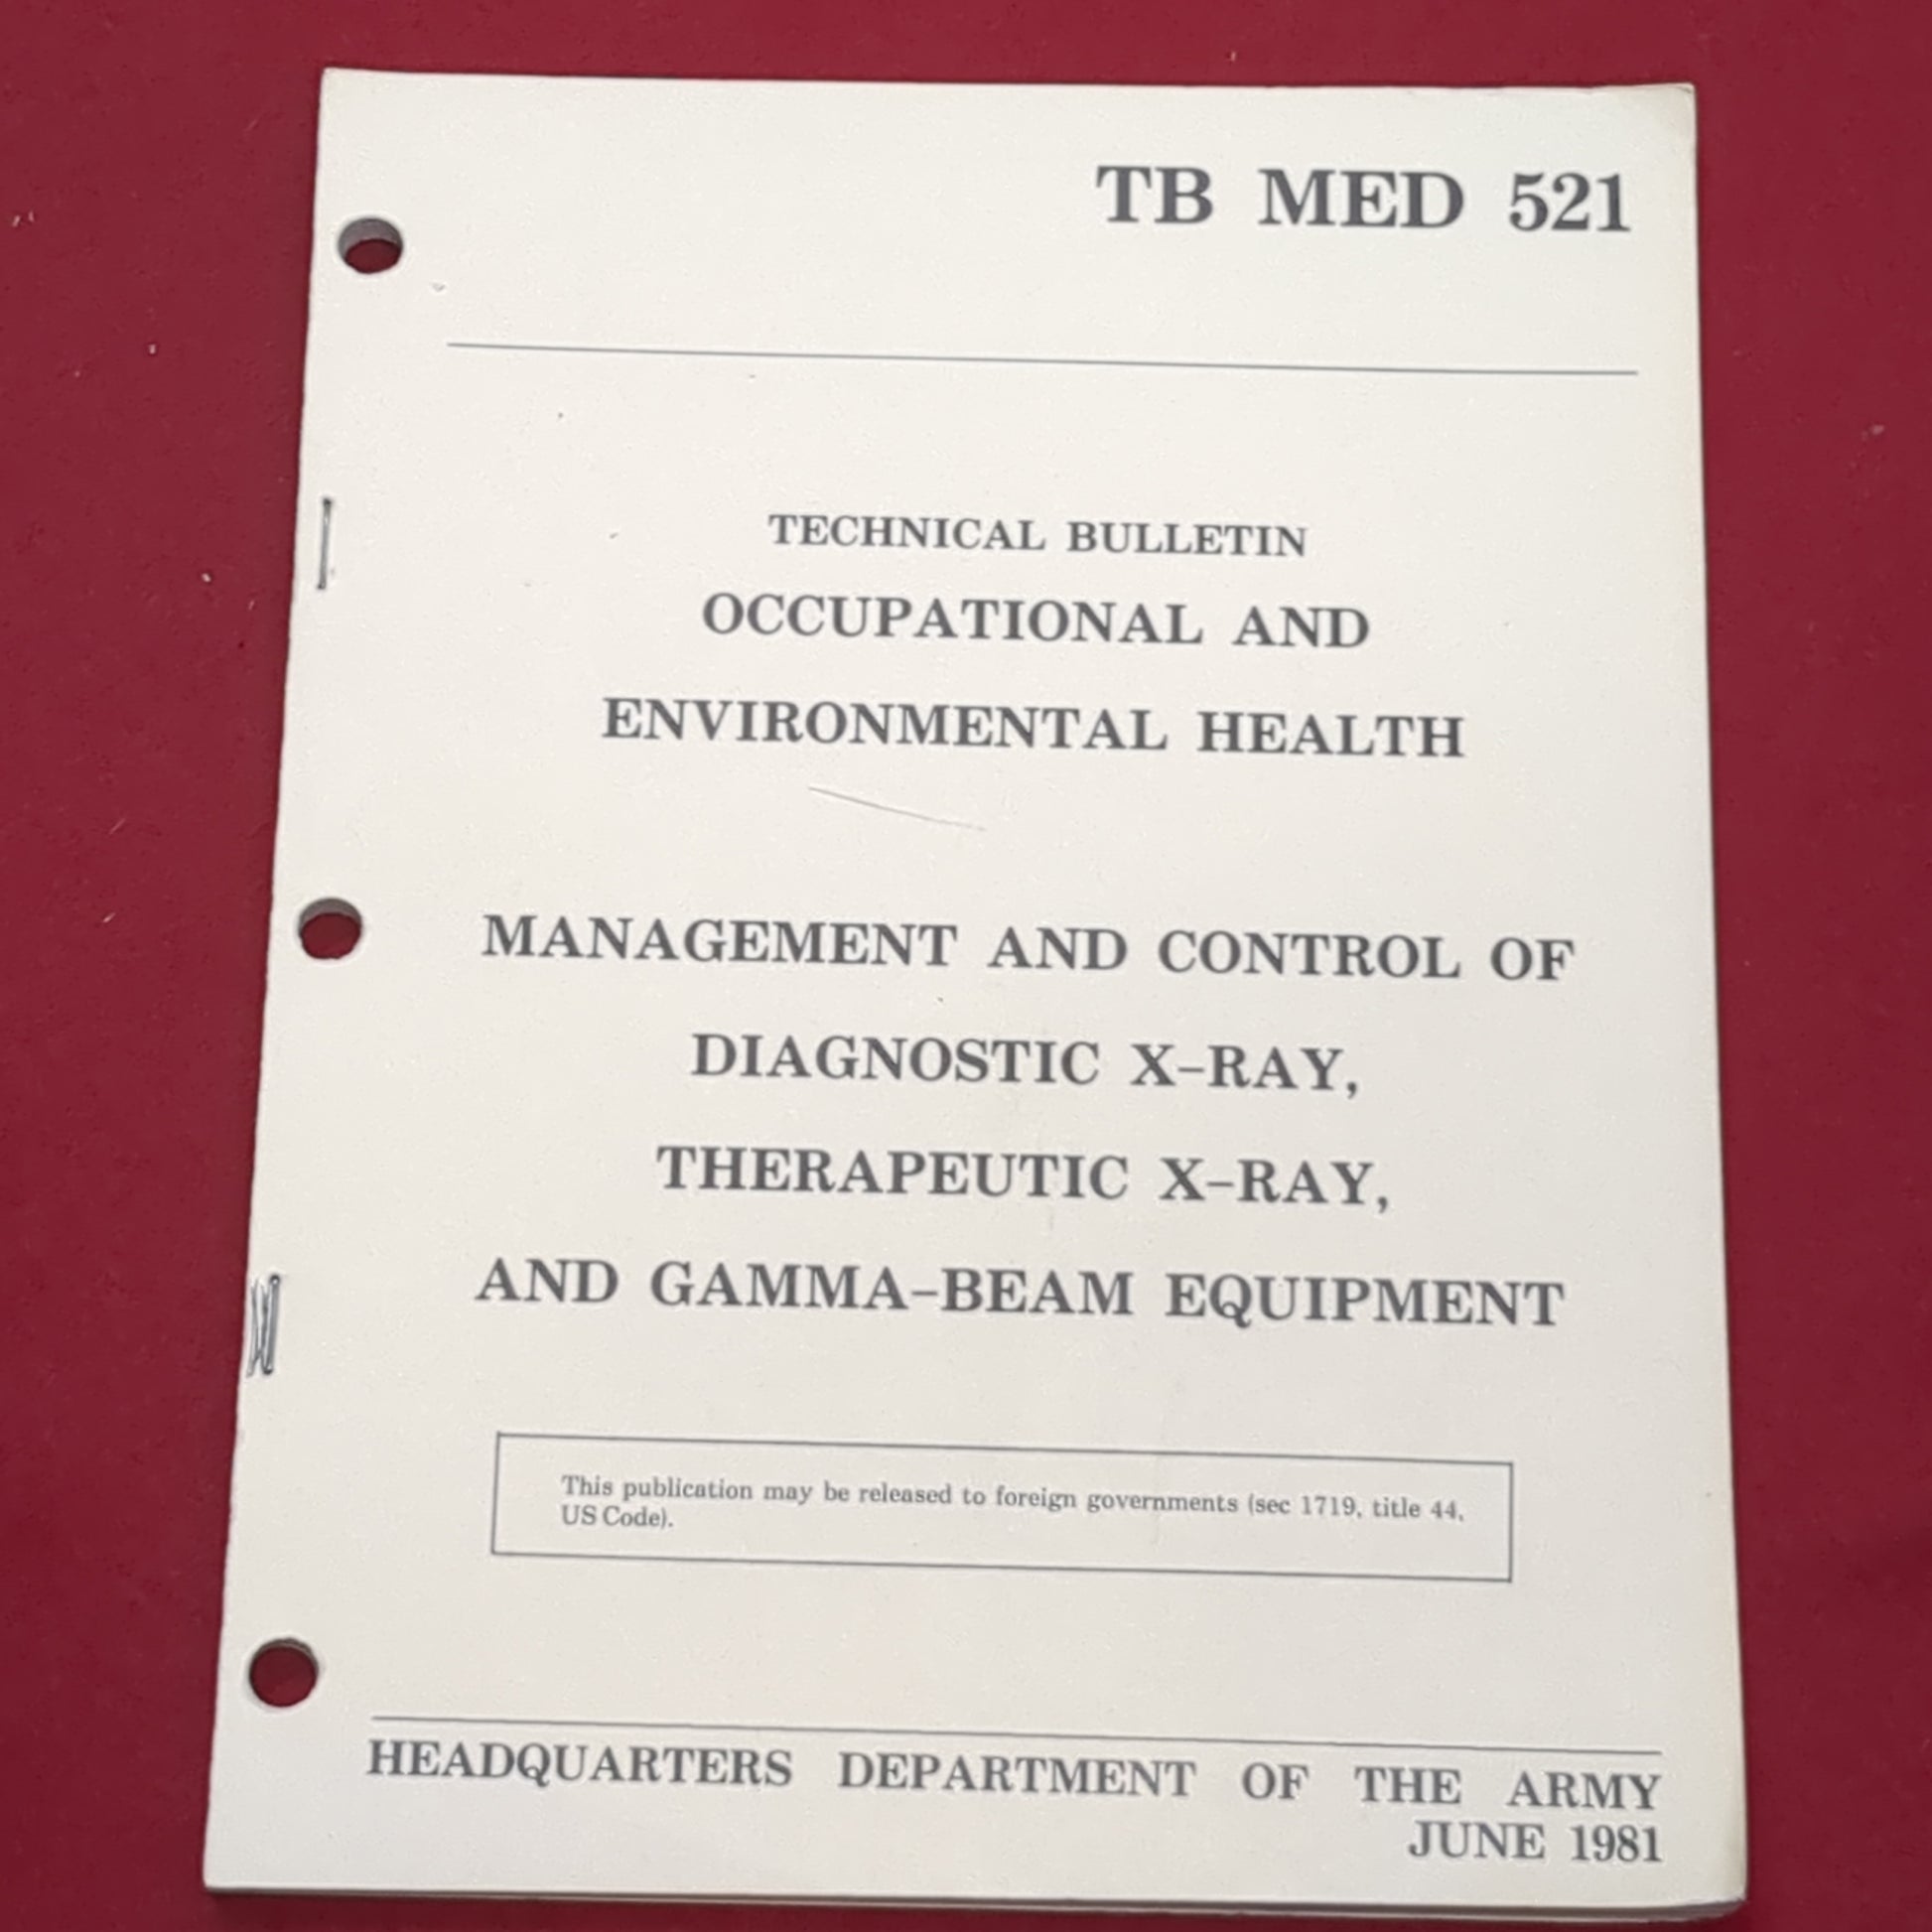 TB MED 521
TECHNICAL BULLETIN
OCCUPATIONAL AND
ENVIRONMENTAL HEALTH
MANAGEMENT AND CONTROL OF
DIAGNOSTIC X–RAY,
THERAPEUTIC X–RAY,
AND GAMMA–BEAM EQUIPMENT
This publication may be released to foreign governments (sec 1719, title 44,
US Code).
HEADQUARTERS DEPARTMENT OF THE ARMY
JUNE 1981